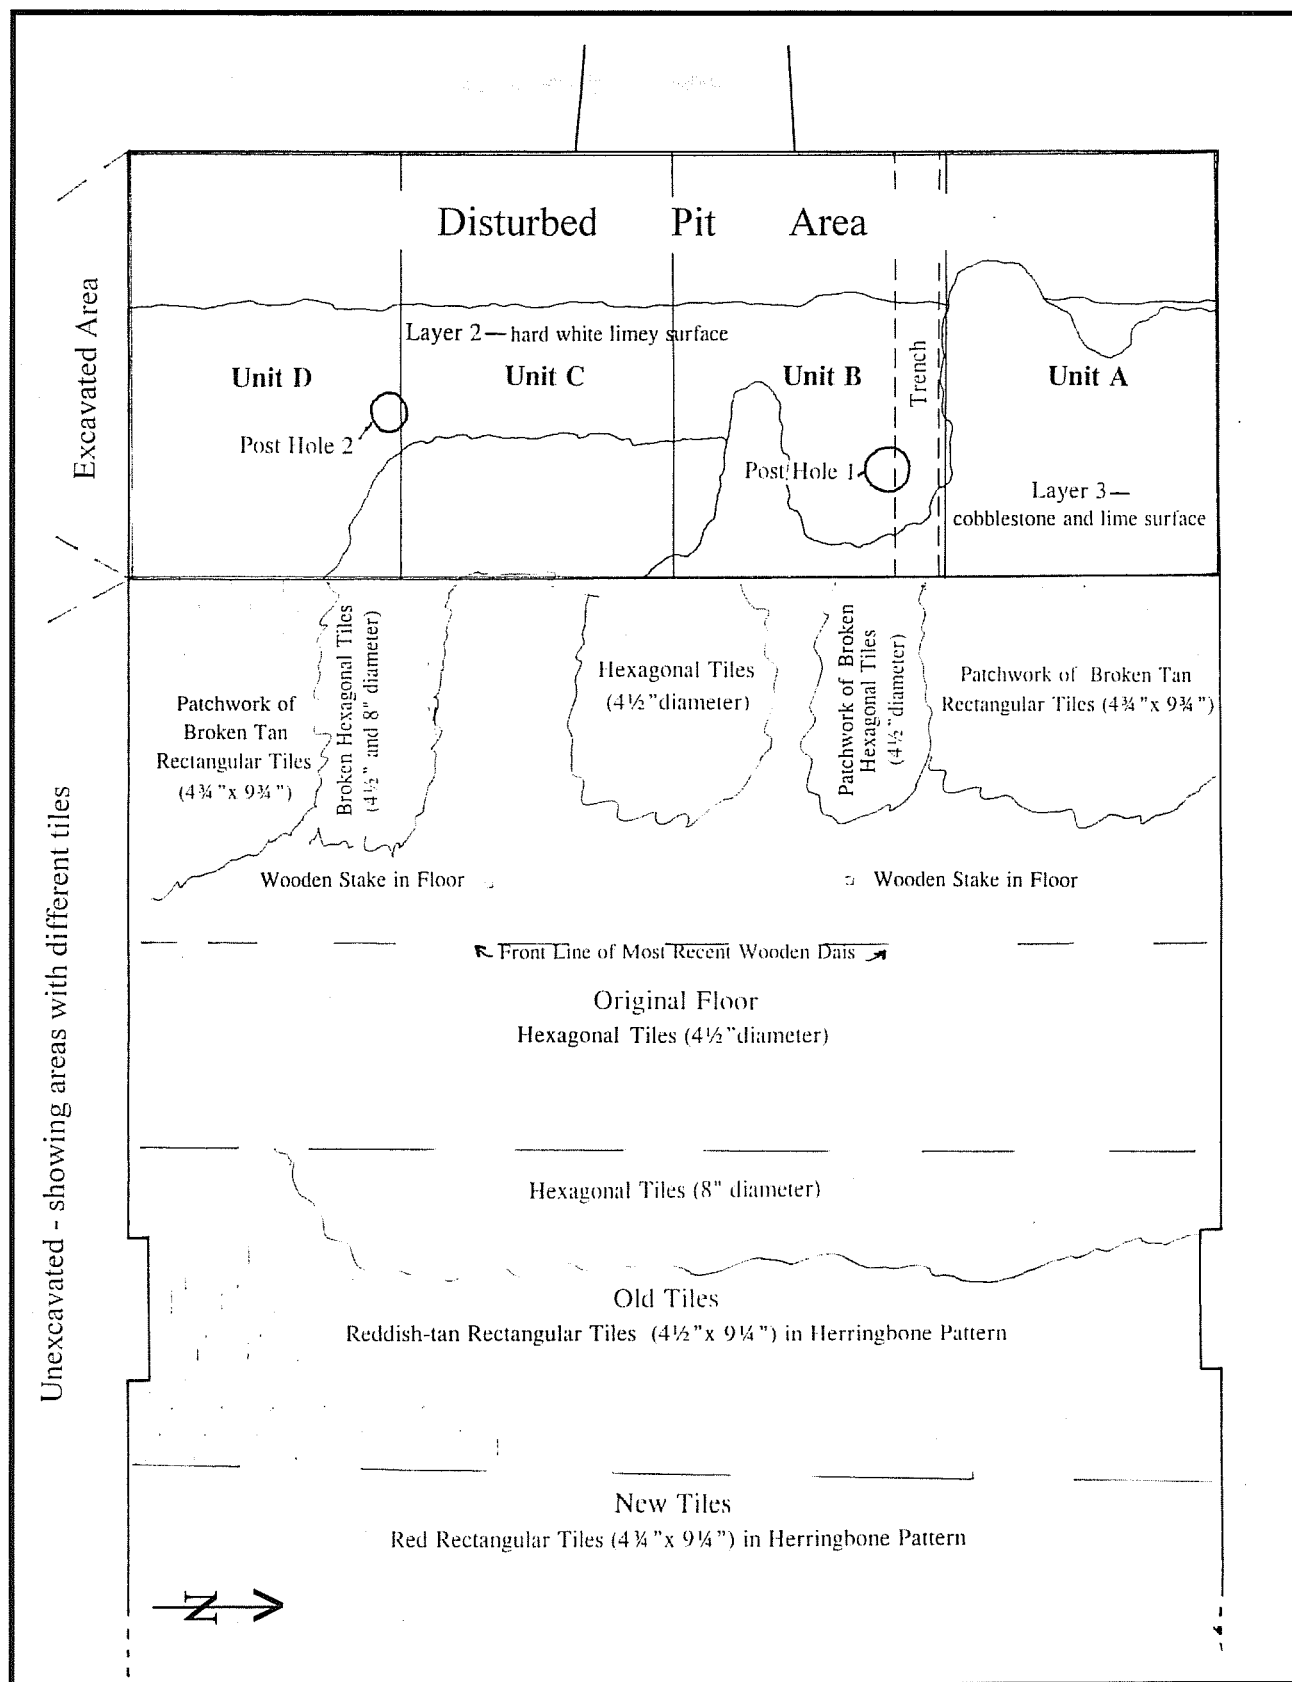 Disturbed Pit Area
Excavated Area
Layer 2— hard white limey surface
Unit D
Unit C
Unit B
Trench
Unit A
Post Hole 2
Post Hole 1
Layer 3—
cobblestone and lime surface
Unexcavated - showing areas with different tiles
Patchwork of
Broken Tan
Rectangular Tiles
(4¾"x 9¾")
Broken Hexagonal Tiles
(4½" and 8" diameter)
Hexagonal Tiles
(4½"diameter)
Patchwork of Broken
Hexagonal Tiles
(4½"diameter)
Patchwork of Broken Tan
Rectangular Tiles (4¾"x 9¾")
Wooden Stake in Floor
Wooden Stake in Floor
Front Line of Most Recent Wooden Dais
Original Floor
Hexagonal Tiles (4½"diameter)
Hexagonal Tiles (8" diameter)
Old Tiles
Reddish-tan Rectangular Tiles (4½"x 9¼") in Herringbone Pattern
New Tiles
Red Rectangular Tiles (4¾"x 9¼") in Herringbone Pattern
N